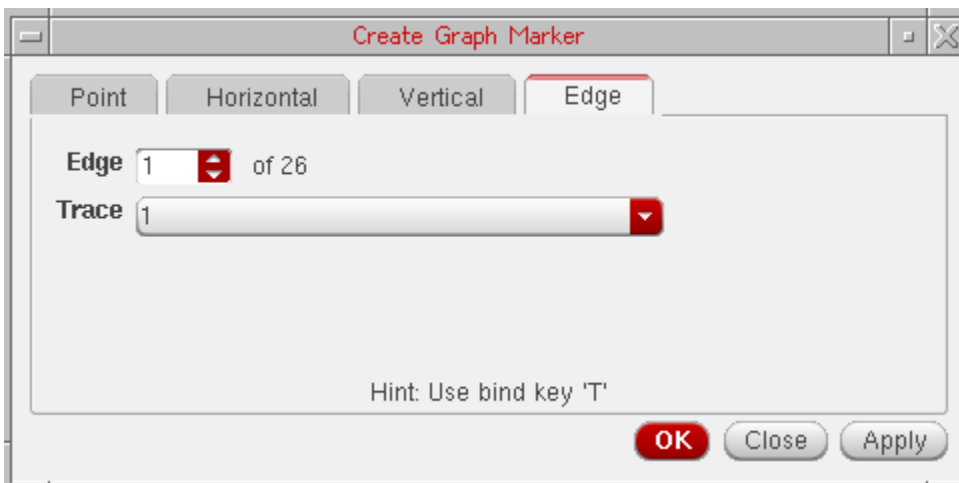 Create Graph Marker
Point Horizontal Vertical Edge
Edge 1 of 26
Trace 1
Hint: Use bind key 'T'
OK Close Apply